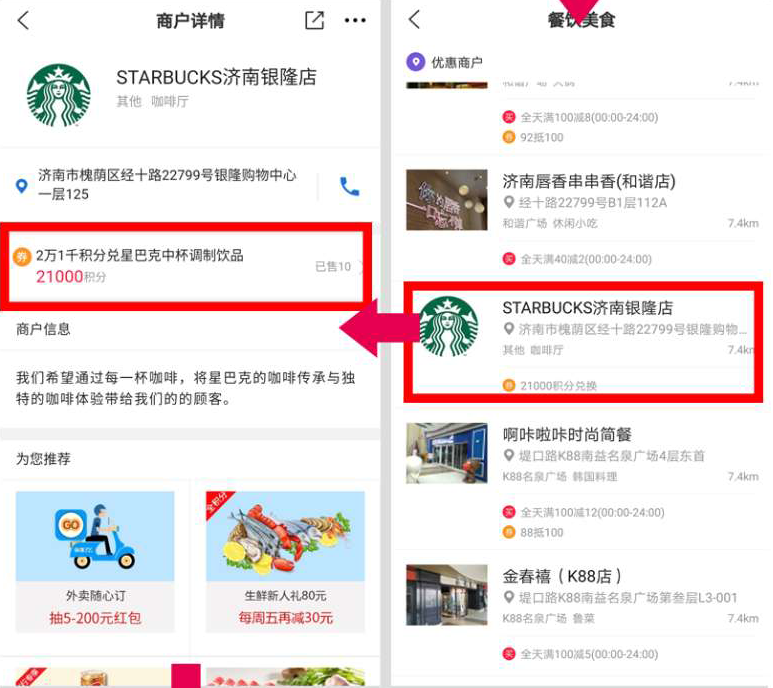 商户详情
STARBUCKS济南银隆店
其他 咖啡厅
济南市槐荫区经十路22799号银隆购物中心
一层125
券 2万1千积分兑星巴克中杯调制饮品
21000积分
已售10
商户信息
我们希望通过每一杯咖啡，将星巴克的咖啡传承与独
特的咖啡体验带给我们的的顾客。
为您推荐
GO
外卖随心订
抽5-200元红包
全积分
生鲜新人礼80元
每周五再减30元
餐饮美食
优惠商户
买 全天满100减8(00:00-24:00)
券 92抵100
济南唇香串串香(和谐店)
经十路22799号B1层112A
和谐广场 休闲小吃 7.4km
买 全天满40减2(00:00-24:00)
STARBUCKS济南银隆店
济南市槐荫区经十路22799号银隆购物...
其他 咖啡厅 7.4km
券 21000积分兑换
啊咔啦咔时尚简餐
堤口路K88南益名泉广场4层东首
K88名泉广场 韩国料理 7.4km
买 全天满100减12(00:00-24:00)
券 88抵100
金春禧（K88店）
堤口路K88南益名泉广场第叁层L3-001
K88名泉广场 鲁菜 7.4km
买 全天满100减5(00:00-24:00)